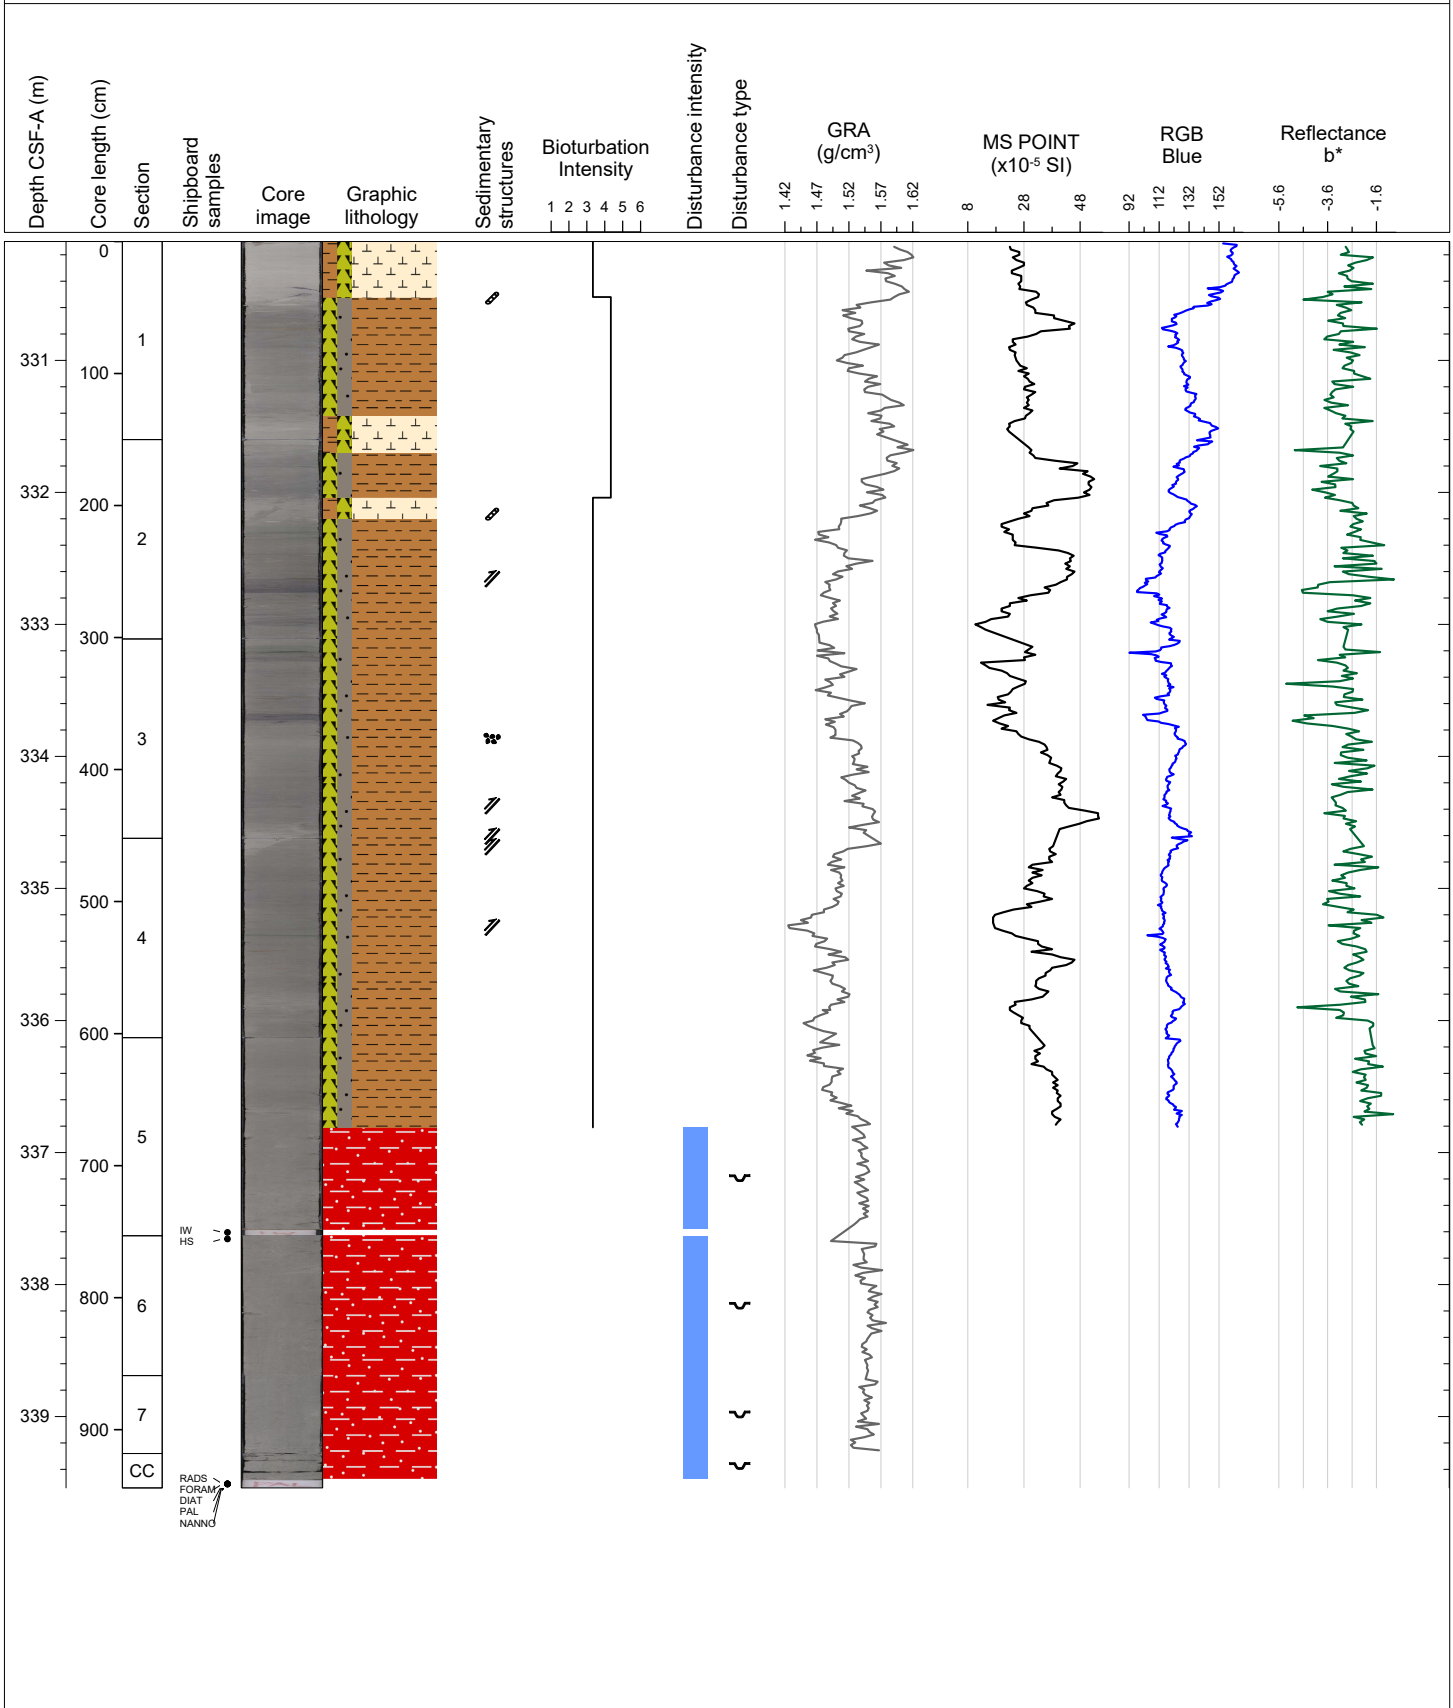 Depth CSF-A (m)
Core length (cm)
Section
Shipboard
samples
Core
image
Graphic
lithology
Sedimentary
structures
Bioturbation
Intensity
1 2 3 4 5 6
Disturbance intensity
Disturbance type
GRA
(g/cm³)
1.42 1.47 1.52 1.57 1.62
MS POINT
(x10⁻⁵ SI)
8 28 48
RGB
Blue
92 112 132 152
Reflectance
b*
-5.6 -3.6 -1.6
0
1
331
100
332
200
2
333
300
3
334
400
335
500
4
336
600
5
337
700
IW
HS
338
800
6
339
7
900
CC
RADS
FORAM
DIAT
PAL
NANNO